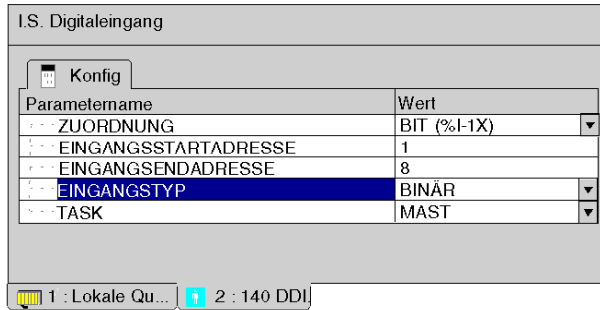 I.S. Digitaleingang
Konfig
Parametername Wert
ZUORDNUNG BIT (%I-1X)
EINGANGSSTARTADRESSE 1
EINGANGSENDADRESSE 8
EINGANGSTYP BINÄR
TASK MAST
1 : Lokale Qu... 2 : 140 DDI